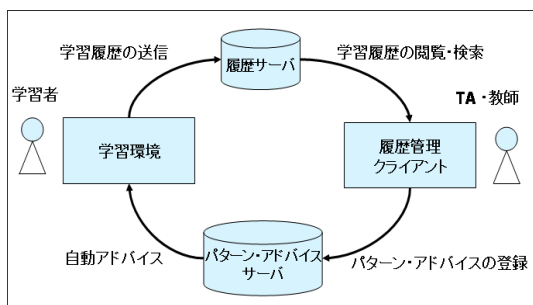 学習履歴の送信
履歴サーバ
学習履歴の閲覧・検索
学習者
TA・教師
学習環境
履歴管理
クライアント
自動アドバイス
パターン・アドバイス
サーバ
パターン・アドバイスの登録